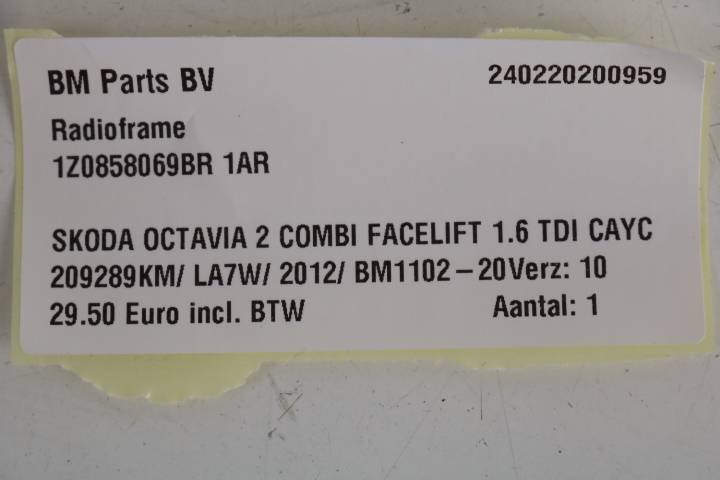 BM Parts BV 240220200959
Radioframe
1Z0858069BR 1AR
SKODA OCTAVIA 2 COMBI FACELIFT 1.6 TDI CAYC
209289KM/ LA7W/ 2012/ BM1102-20Verz: 10
29.50 Euro incl. BTW Aantal: 1